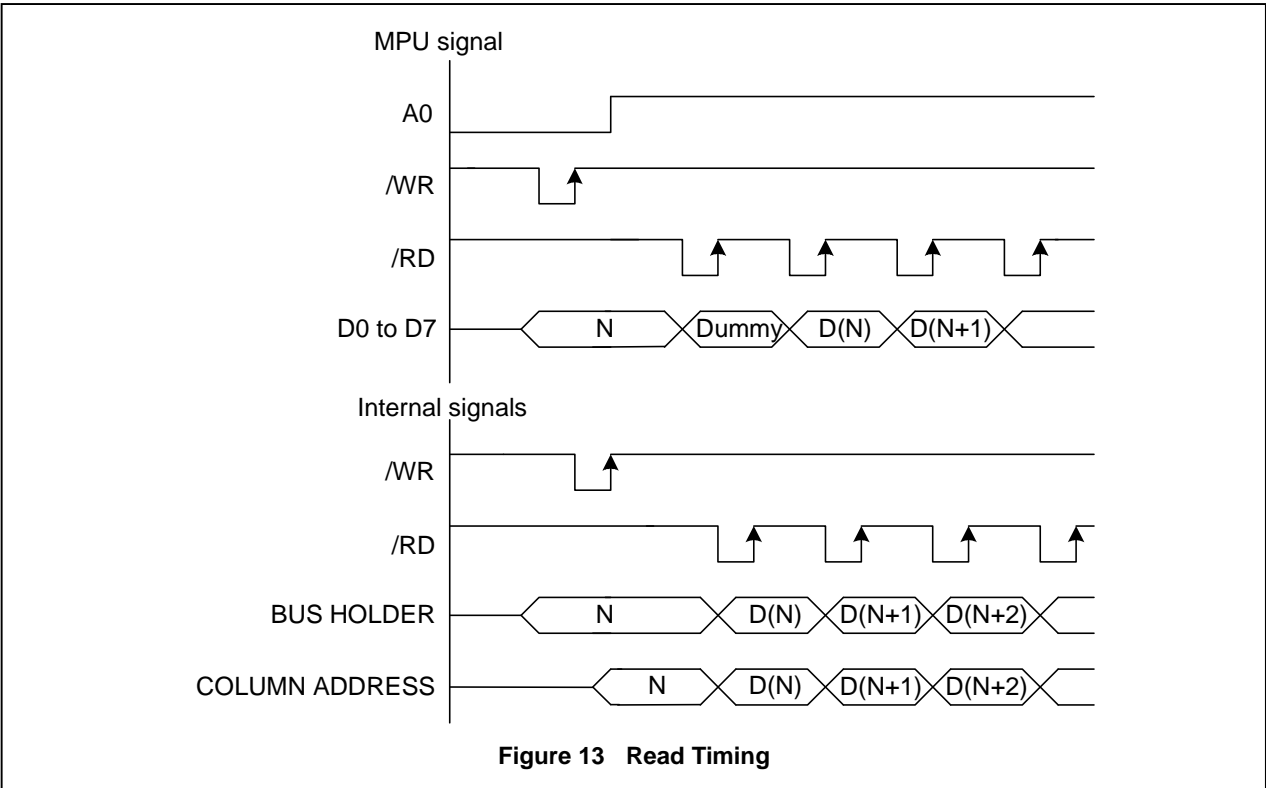 MPU signal
A0
/WR
/RD
D0 to D7 N Dummy D(N) D(N+1)
Internal signals
/WR
/RD
BUS HOLDER N D(N) D(N+1) D(N+2)
COLUMN ADDRESS N D(N) D(N+1) D(N+2)
Figure 13 Read Timing